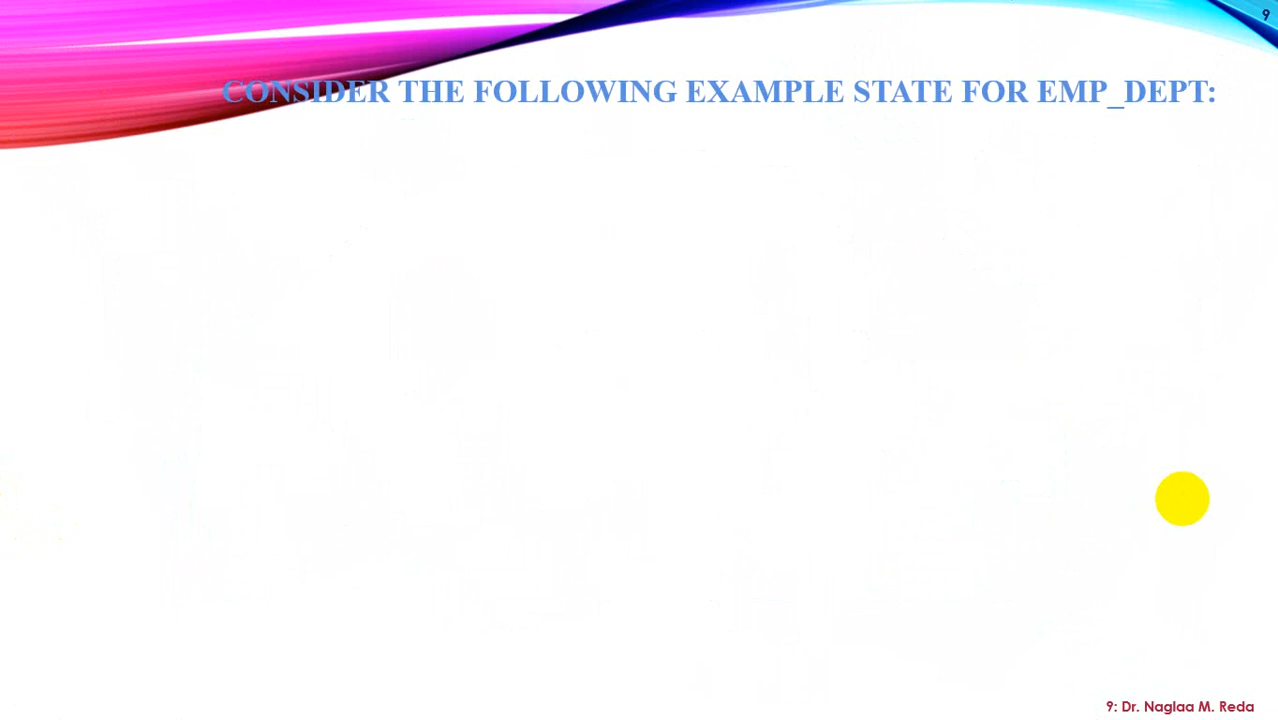 9
CONSIDER THE FOLLOWING EXAMPLE STATE FOR EMP_DEPT:
9: Dr. Naglaa M. Reda